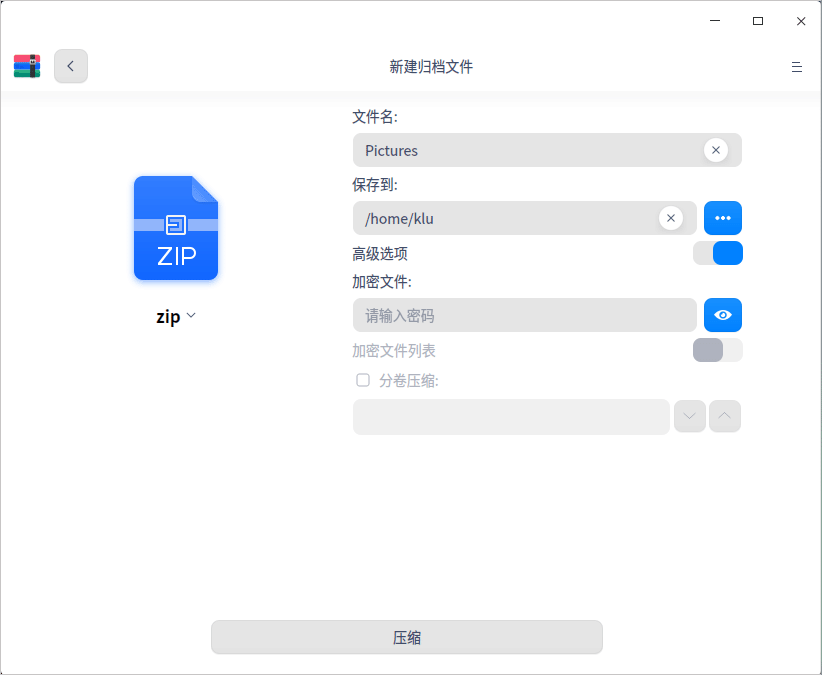 新建归档文件
文件名:
Pictures
保存到:
/home/klu
高级选项
加密文件:
请输入密码
加密文件列表
分卷压缩:
ZIP
zip
压缩